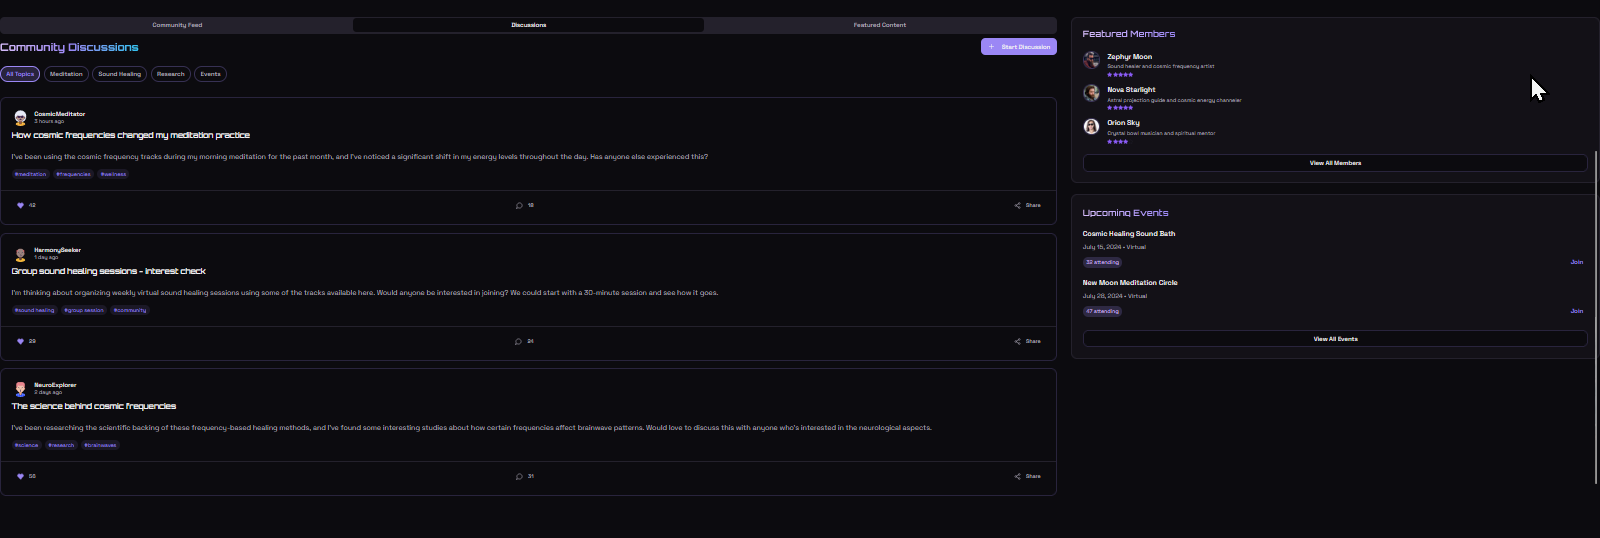 Community Feed
Discussions
Featured Content
Community Discussions
+ Start Discussion
All Topics
Meditation
Sound Healing
Research
Events
CosmicMeditator
3 hours ago
How cosmic frequencies changed my meditation practice
I've been using the cosmic frequency tracks during my morning meditation for the past month, and I've noticed a significant shift in my energy levels throughout the day. Has anyone else experienced this?
#meditation
#frequencies
#wellness
42
18
Share
HarmonySeeker
1 day ago
Group sound healing sessions - interest check
I'm thinking about organizing weekly virtual sound healing sessions using some of the tracks available here. Would anyone be interested in joining? We could start with a 30-minute session and see how it goes.
#sound healing
#group session
#community
29
24
Share
NeuroExplorer
2 days ago
The science behind cosmic frequencies
I've been researching the scientific backing of these frequency-based healing methods, and I've found some interesting studies about how certain frequencies affect brainwave patterns. Would love to discuss this with anyone who's interested in the neurological aspects.
#science
#research
#brainwaves
56
31
Share
Featured Members
Zephyr Moon
Sound healer and cosmic frequency artist
Nova Starlight
Astral projection guide and cosmic energy channeler
Orion Sky
Crystal bowl musician and spiritual mentor
View All Members
Upcoming Events
Cosmic Healing Sound Bath
July 15, 2024 • Virtual
32 attending
Join
New Moon Meditation Circle
July 28, 2024 • Virtual
47 attending
Join
View All Events